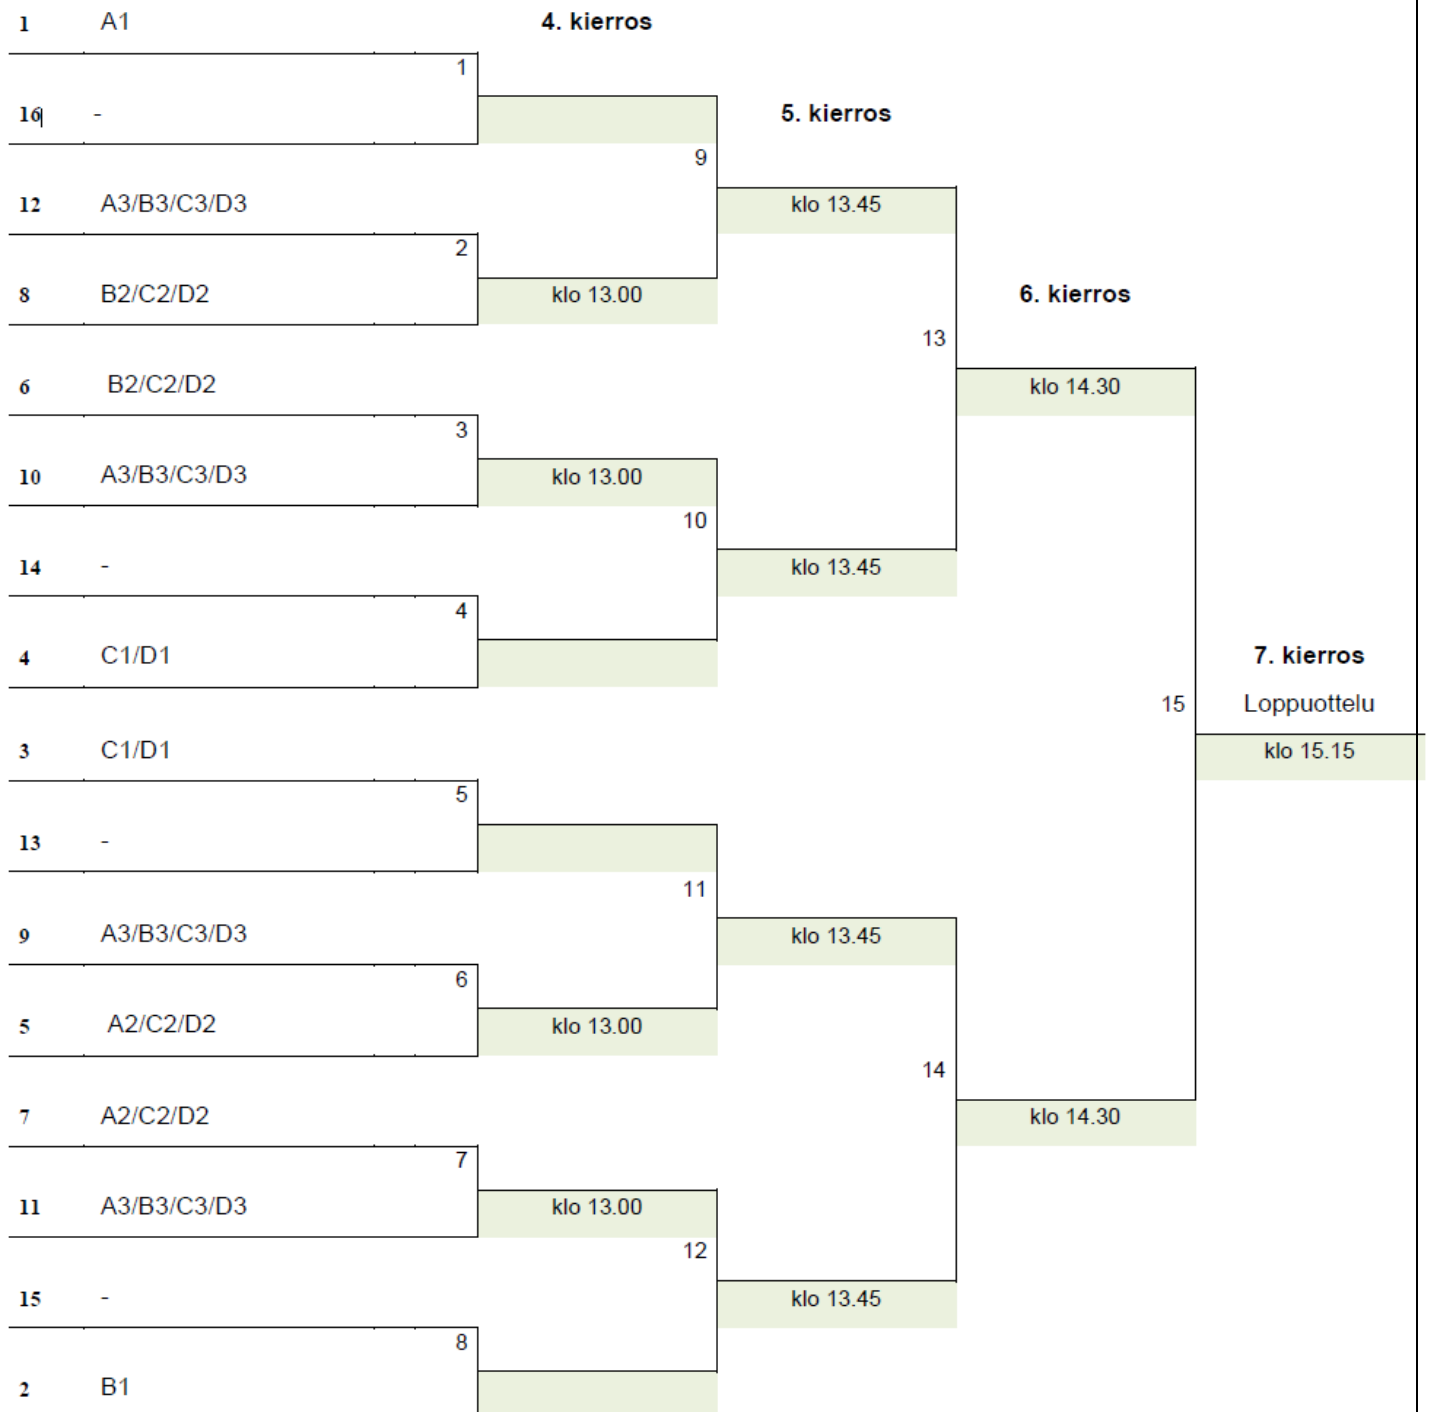 1 A1 4. kierros
1
16 - 5. kierros
9
12 A3/B3/C3/D3 klo 13.45
2
8 B2/C2/D2 klo 13.00 6. kierros
13
6 B2/C2/D2 klo 14.30
3
10 A3/B3/C3/D3 klo 13.00
10
14 - klo 13.45
4
4 C1/D1 7. kierros
15 Loppuottelu
3 C1/D1 klo 15.15
5
13 -
11
9 A3/B3/C3/D3 klo 13.45
6
5 A2/C2/D2 klo 13.00
14
7 A2/C2/D2 klo 14.30
7
11 A3/B3/C3/D3 klo 13.00
12
15 - klo 13.45
8
2 B1